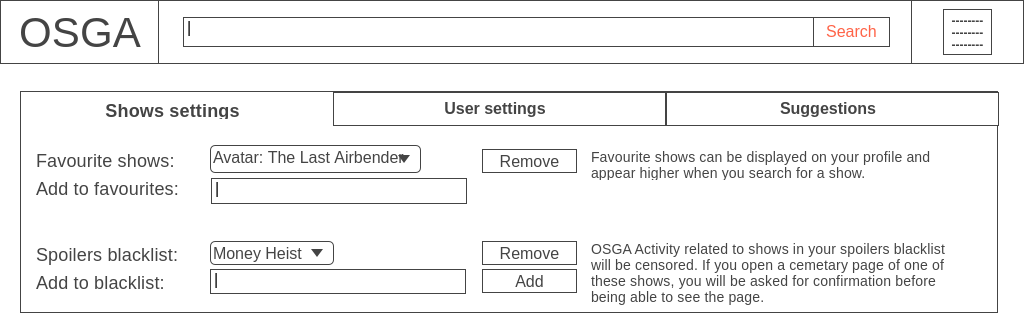 OSGA
Search
--------
--------
--------
Shows settings
User settings
Suggestions
Favourite shows:
Avatar: The Last Airbender
Remove
Favourite shows can be displayed on your profile and
appear higher when you search for a show.
Add to favourites:
Spoilers blacklist:
Money Heist
Remove
OSGA Activity related to shows in your spoilers blacklist
will be censored. If you open a cemetary page of one of
these shows, you will be asked for confirmation before
being able to see the page.
Add to blacklist:
Add